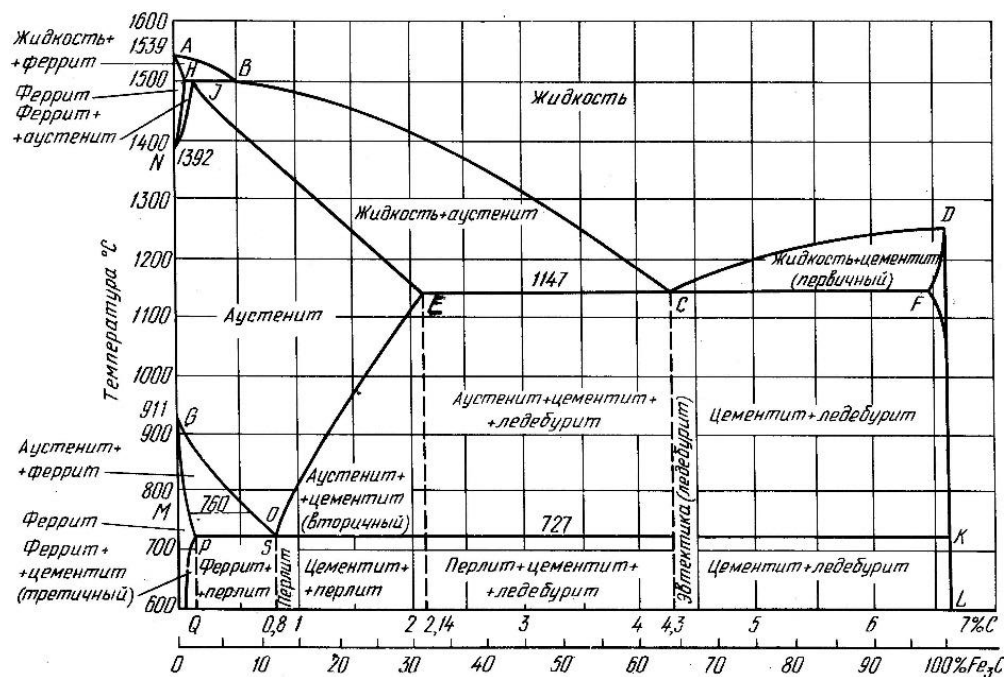 1600
1539
1500
1400
1300
1200
1100
1000
911
900
800
700
600
Температура °С
Жидкость+
+феррит
Феррит
Феррит+
+аустенит
N
1392
A
H
B
J
Жидкость
Жидкость+аустенит
D
Жидкость+цементит
(первичный)
1147
E
C
F
Аустенит
Аустенит+цементит+
+ледебурит
Цементит+ледебурит
Эвтектика (ледебурит)
G
Аустенит+
+феррит
M
760
O
Аустенит+
+цементит
(вторичный)
727
Феррит
P
S
K
Феррит+
+цементит
(третичный)
Феррит+
+перлит
Перлит
Цементит+
+перлит
Перлит+цементит+
+ледебурит
Цементит+ледебурит
L
Q
0,8
1
2
2,14
3
4
4,3
5
6
7%С
0
10
20
30
40
50
60
70
80
90
100%Fe₃C